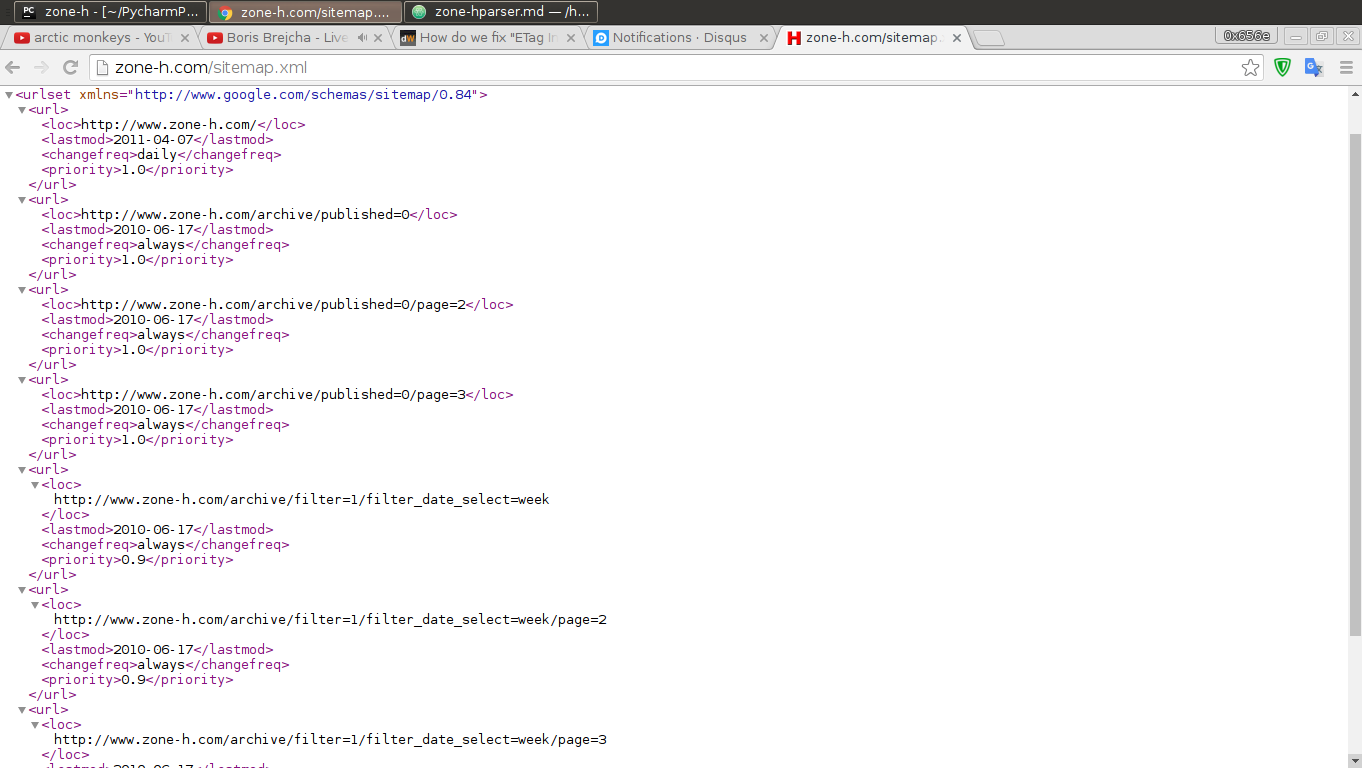 zone-h - [~/PycharmP...
zone-h.com/sitemap....
zone-hparser.md — /h...
arctic monkeys - YouT
Boris Brejcha - Live
How do we fix "ETag In
Notifications · Disqus
zone-h.com/sitemap.
0x656e
zone-h.com/sitemap.xml
<urlset xmlns="http://www.google.com/schemas/sitemap/0.84">
<url>
<loc>http://www.zone-h.com/</loc>
<lastmod>2011-04-07</lastmod>
<changefreq>daily</changefreq>
<priority>1.0</priority>
</url>
<url>
<loc>http://www.zone-h.com/archive/published=0</loc>
<lastmod>2010-06-17</lastmod>
<changefreq>always</changefreq>
<priority>1.0</priority>
</url>
<url>
<loc>http://www.zone-h.com/archive/published=0/page=2</loc>
<lastmod>2010-06-17</lastmod>
<changefreq>always</changefreq>
<priority>1.0</priority>
</url>
<url>
<loc>http://www.zone-h.com/archive/published=0/page=3</loc>
<lastmod>2010-06-17</lastmod>
<changefreq>always</changefreq>
<priority>1.0</priority>
</url>
<url>
<loc>
http://www.zone-h.com/archive/filter=1/filter_date_select=week
</loc>
<lastmod>2010-06-17</lastmod>
<changefreq>always</changefreq>
<priority>0.9</priority>
</url>
<url>
<loc>
http://www.zone-h.com/archive/filter=1/filter_date_select=week/page=2
</loc>
<lastmod>2010-06-17</lastmod>
<changefreq>always</changefreq>
<priority>0.9</priority>
</url>
<url>
<loc>
http://www.zone-h.com/archive/filter=1/filter_date_select=week/page=3
</loc>
<lastmod>2010-06-17</lastmod>